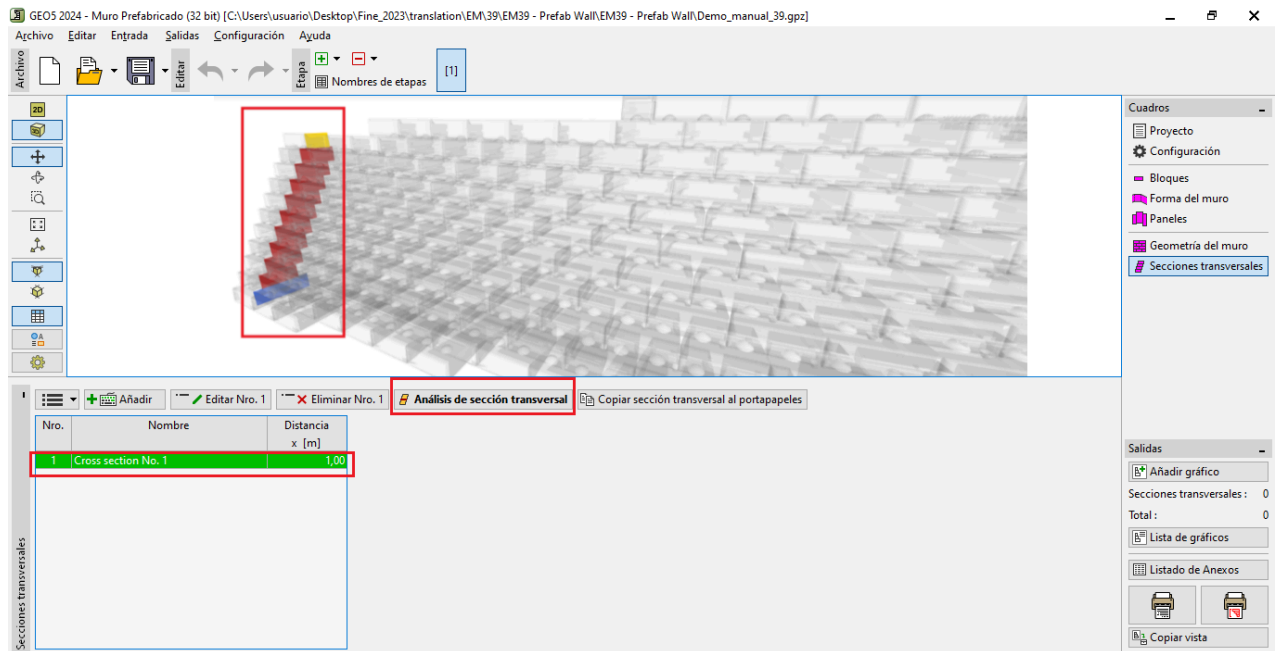 GEO5 2024 - Muro Prefabricado (32 bit) [C:\Users\usuario\Desktop\Fine_2023\translation\EM\39\EM39 - Prefab Wall\EM39 - Prefab Wall\Demo_manual_39.gpz]
Archivo Editar Entrada Salidas Configuración Ayuda
Archivo
Editar
Etapa
Nombres de etapas
[1]
2D
3D
Cuadros
Proyecto
Configuración
Bloques
Forma del muro
Paneles
Geometría del muro
Secciones transversales
Añadir Editar Nro. 1 Eliminar Nro. 1 Análisis de sección transversal Copiar sección transversal al portapapeles
Nro. Nombre Distancia
x [m]
1 Cross section No. 1 1,00
Secciones transversales
Salidas
Añadir gráfico
Secciones transversales : 0
Total : 0
Lista de gráficos
Listado de Anexos
Copiar vista